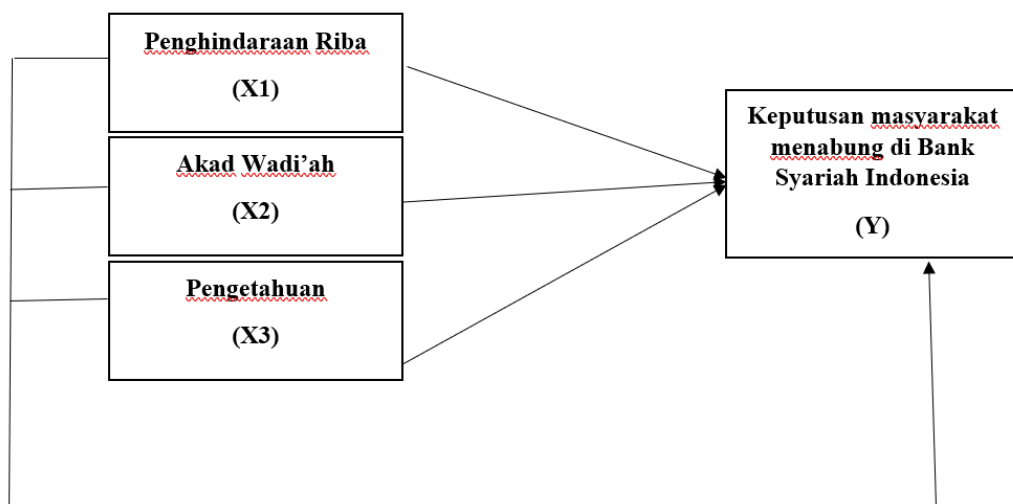 Penghindaraan Riba
(X1)
Akad Wadi'ah
(X2)
Pengetahuan
(X3)
Keputusan masyarakat
menabung di Bank
Syariah Indonesia
(Y)